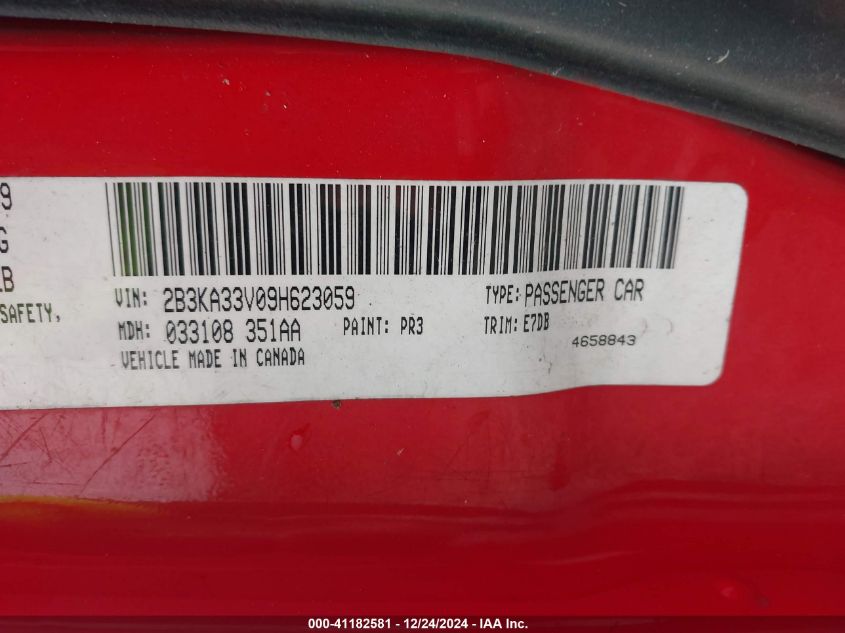 9
G
LB
SAFETY,
VIN: 2B3KA33V09H623059 TYPE: PASSENGER CAR
MDH: 033108 351AA PAINT: PR3 TRIM: E7DB
VEHICLE MADE IN CANADA 4658843
000-41182581 - 12/24/2024 - IAA Inc.